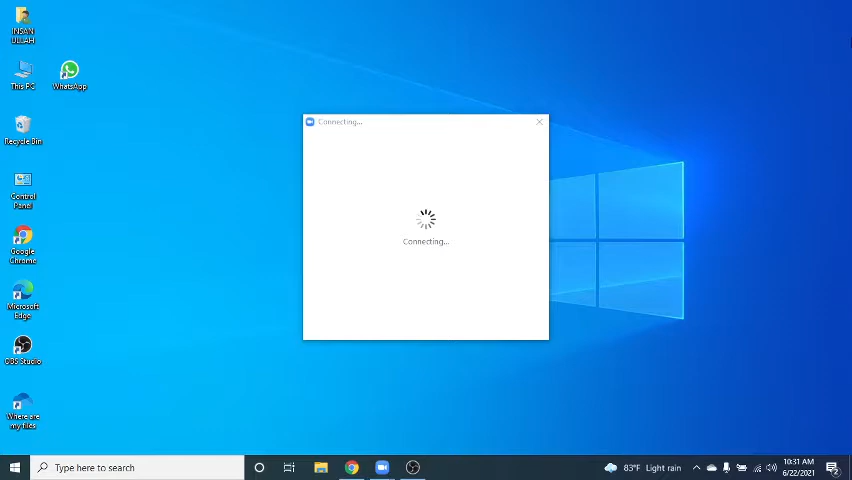 INSAN
ULLAH
This PC
WhatsApp
Recycle Bin
Control
Panel
Google
Chrome
Microsoft
Edge
OBS Studio
Where are
my files
Connecting...
Connecting...
Type here to search
83°F Light rain
10:31 AM
6/22/2021
2